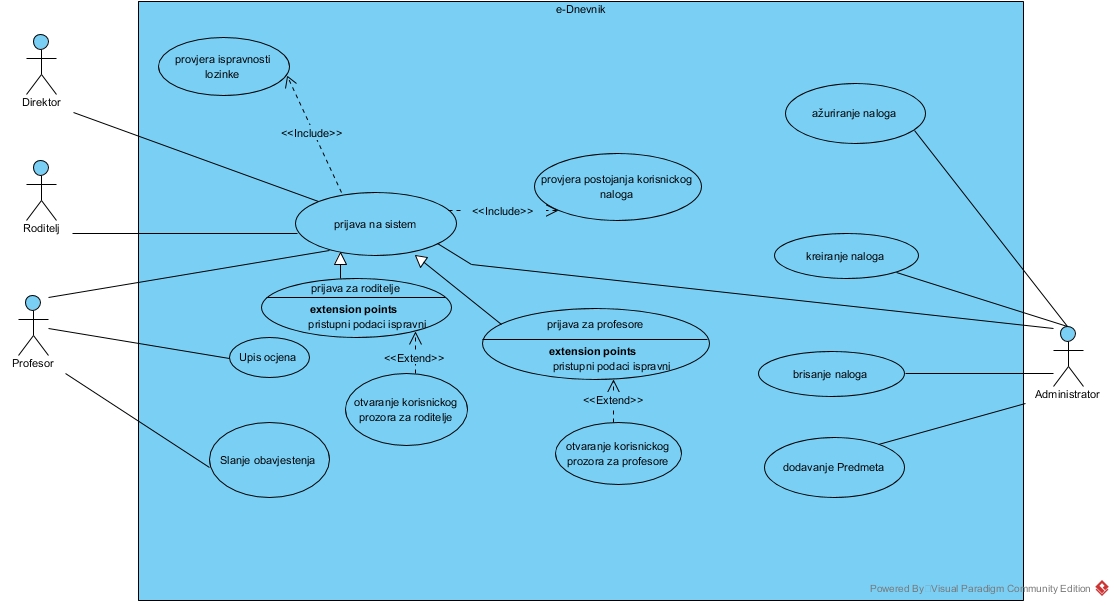 e-Dnevnik
Direktor
Roditelj
Profesor
provjera ispravnosti
lozinke
<<Include>>
prijava na sistem
<<Include>>
provjera postojanja korisnickog
naloga
prijava za roditelje
extension points
pristupni podaci ispravni
<<Extend>>
otvaranje korisnickog
prozora za roditelje
prijava za profesore
extension points
pristupni podaci ispravni
<<Extend>>
otvaranje korisnickog
prozora za profesore
Upis ocjena
Slanje obavjestenja
ažuriranje naloga
kreiranje naloga
brisanje naloga
dodavanje Predmeta
Administrator
Powered By Visual Paradigm Community Edition